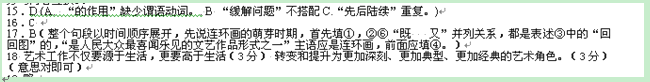 15．D(A “的作用”缺少谓语动词。 B “缓解问题”不搭配 C.“先后陆续”重复。)
16．C
17．B(整个句段以时间顺序展开，先说连环画的萌芽时期，首先填①，②⑥“既 又”并列关系，都是表述③中的“回
回图”的，“是人民大众最喜闻乐见的文艺作品形式之一”主语应是连环画，前面应填④。)
18 艺术工作不仅要源于生活，更要高于生活(3分) 转变和提升为更加深刻、更加典型、更加经典的艺术角色。(3分)
(意思对即可)